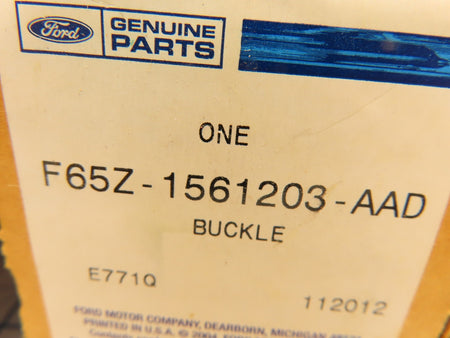 Ford
GENUINE
PARTS
ONE
F65Z-1561203-AAD
BUCKLE
E771Q
112012
FORD MOTOR COMPANY, DEARBORN, MICHIGAN
PRINTED IN U.S.A. © 2004